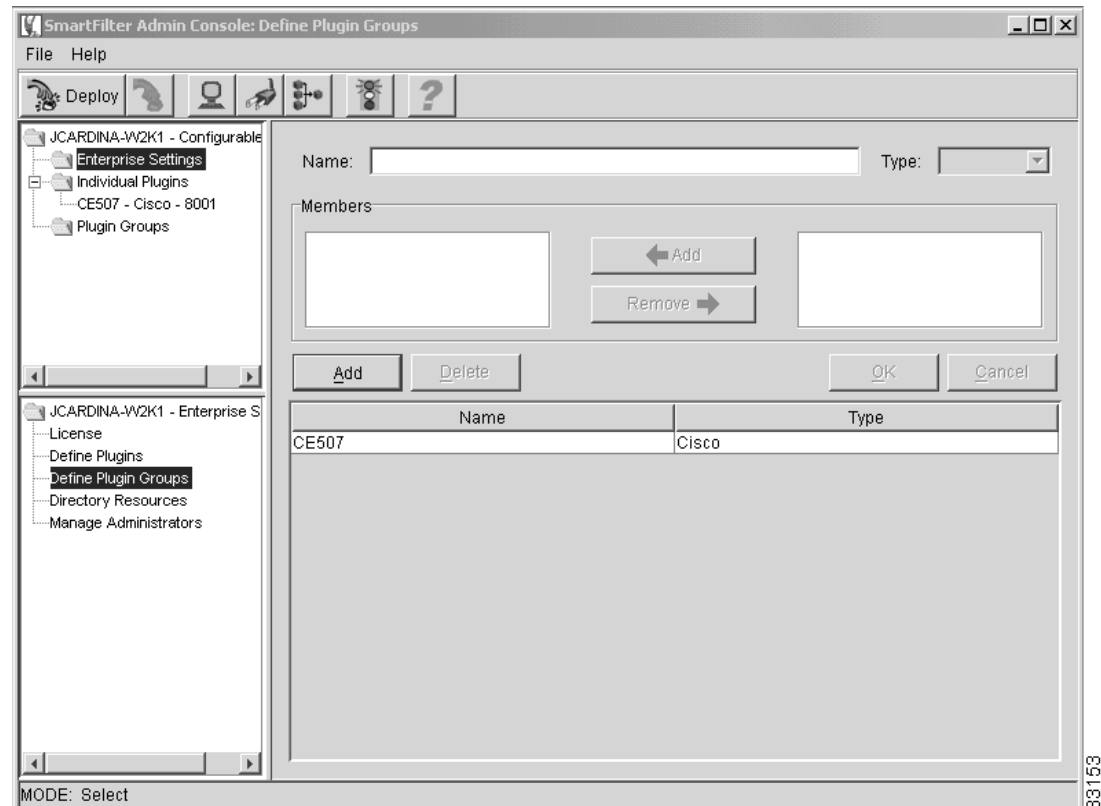 SmartFilter Admin Console: Define Plugin Groups
File Help
Deploy
JCARDINA-W2K1 - Configurable
Enterprise Settings
Individual Plugins
CE507 - Cisco - 8001
Plugin Groups
Name:
Type:
Members
Add
Remove
Add
Delete
OK
Cancel
Name
Type
CE507
Cisco
JCARDINA-W2K1 - Enterprise S
License
Define Plugins
Define Plugin Groups
Directory Resources
Manage Administrators
MODE: Select
83153